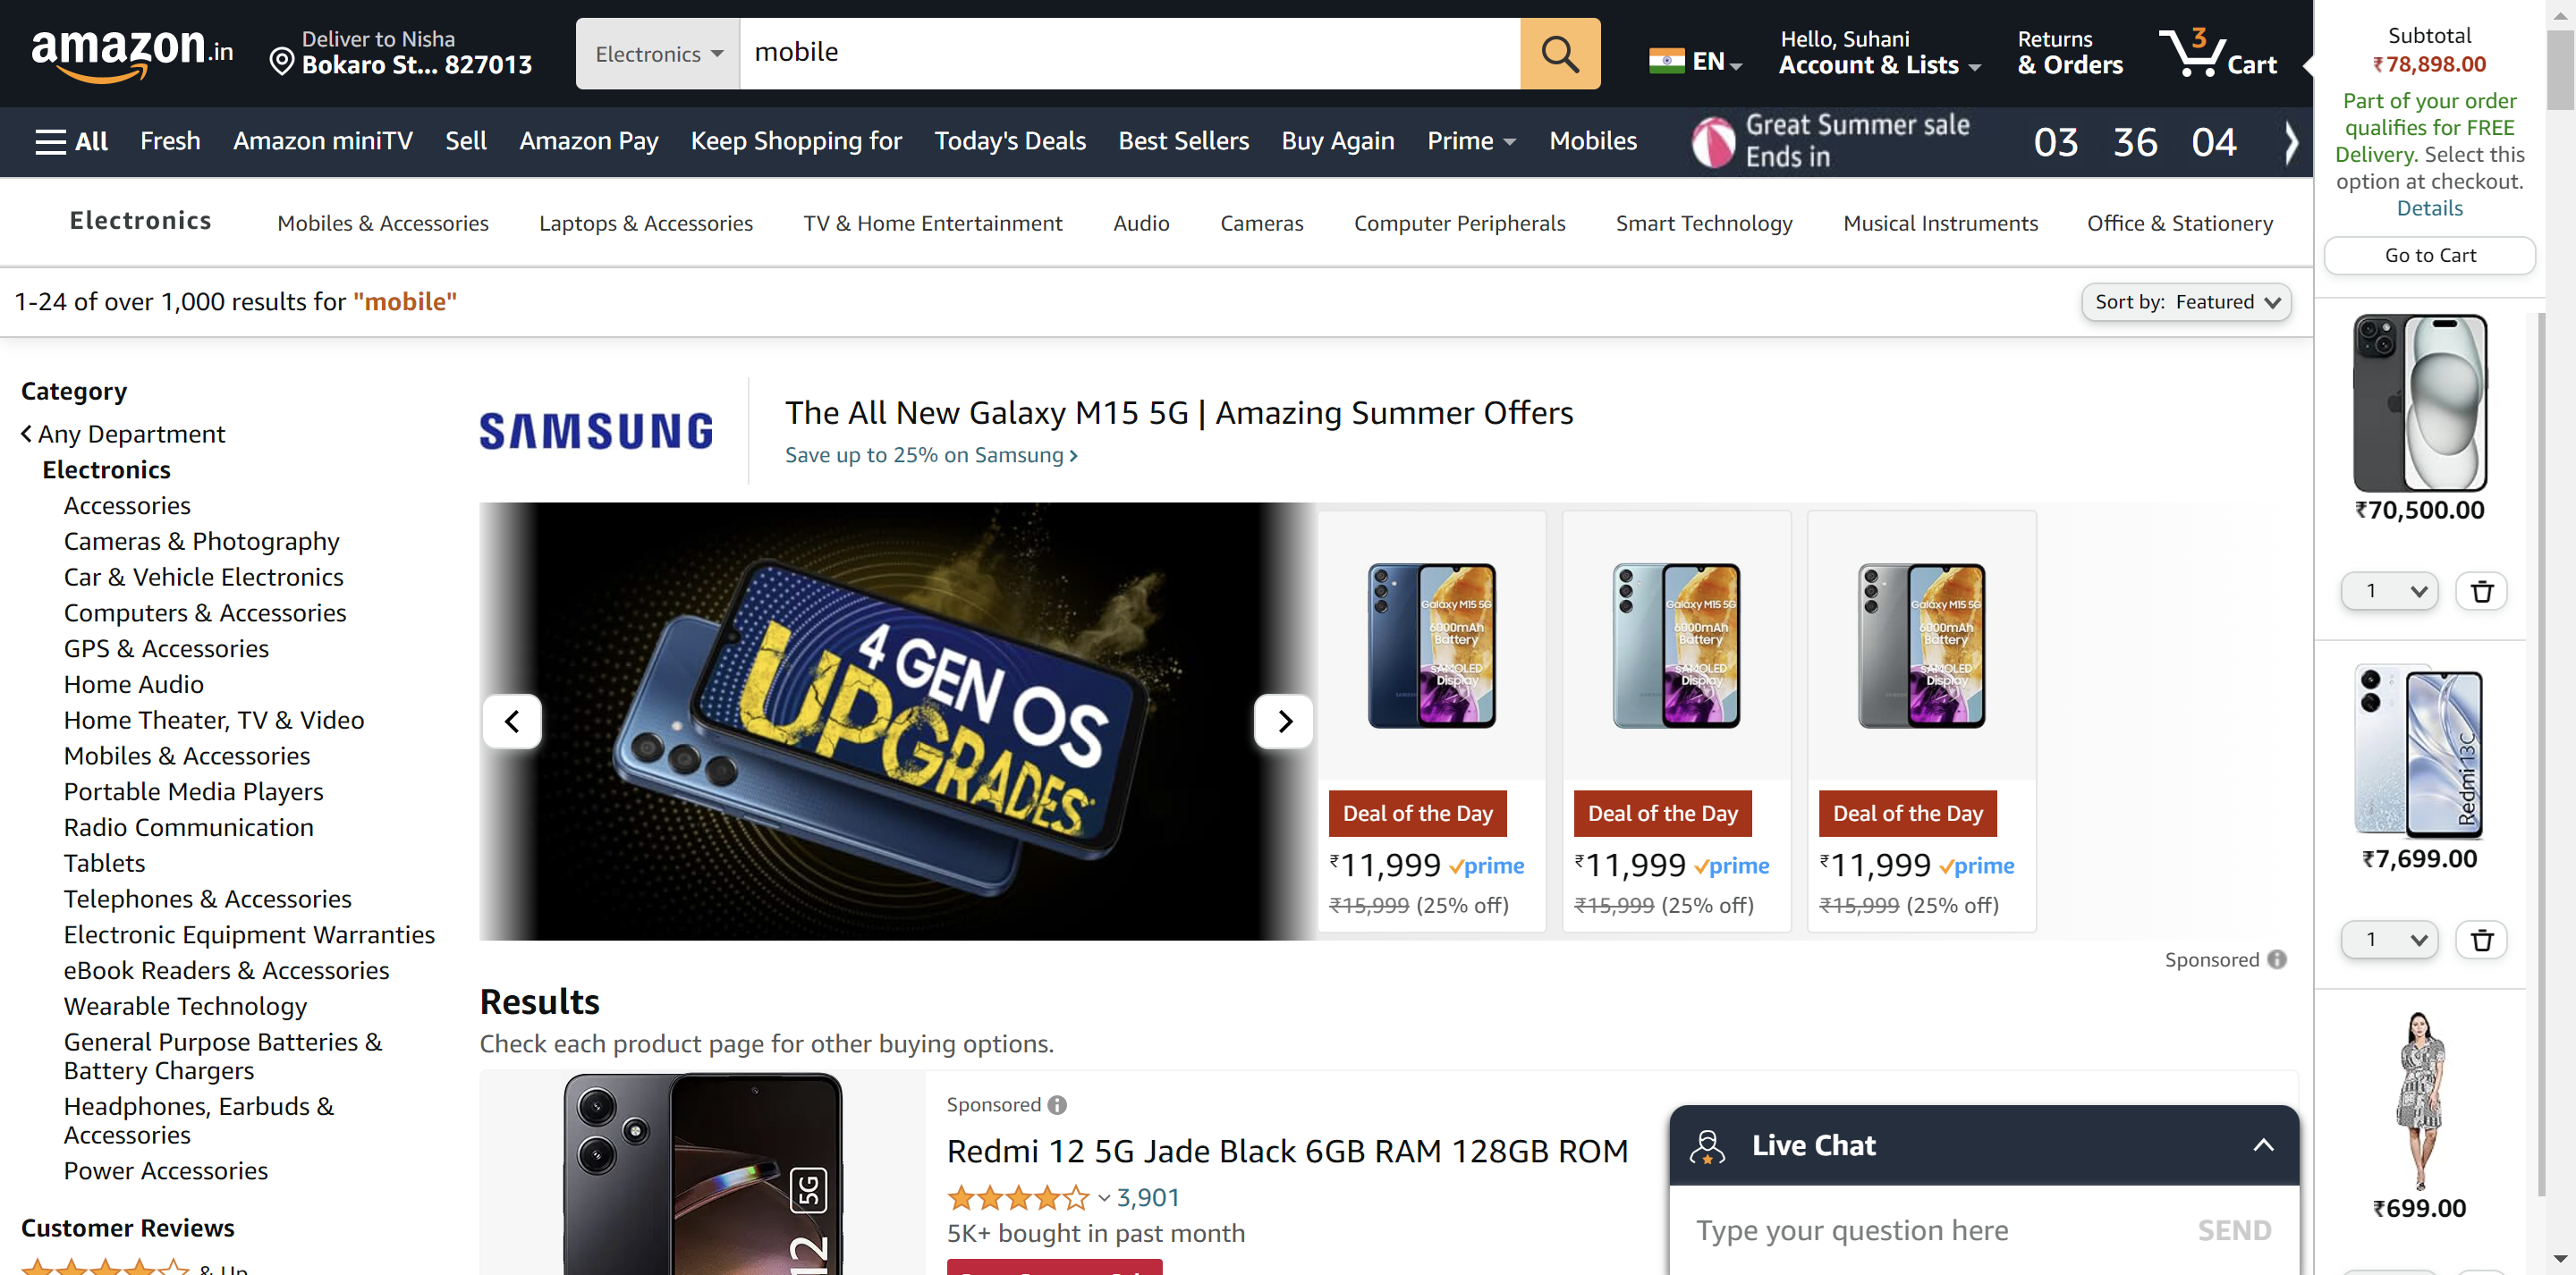 amazon.in
Deliver to Nisha
Bokaro St... 827013
Electronics
mobile
EN
Hello, Suhani
Account & Lists
Returns
& Orders
3
Cart
All
Fresh
Amazon miniTV
Sell
Amazon Pay
Keep Shopping for
Today's Deals
Best Sellers
Buy Again
Prime
Mobiles
Great Summer sale
Ends in
03 36 04
Electronics
Mobiles & Accessories
Laptops & Accessories
TV & Home Entertainment
Audio
Cameras
Computer Peripherals
Smart Technology
Musical Instruments
Office & Stationery
1-24 of over 1,000 results for "mobile"
Sort by: Featured
Category
Any Department
Electronics
Accessories
Cameras & Photography
Car & Vehicle Electronics
Computers & Accessories
GPS & Accessories
Home Audio
Home Theater, TV & Video
Mobiles & Accessories
Portable Media Players
Radio Communication
Tablets
Telephones & Accessories
Electronic Equipment Warranties
eBook Readers & Accessories
Wearable Technology
General Purpose Batteries &
Battery Chargers
Headphones, Earbuds &
Accessories
Power Accessories
Customer Reviews
& Up
SAMSUNG
The All New Galaxy M15 5G | Amazing Summer Offers
Save up to 25% on Samsung
4 GEN OS
UPGRADES*
Galaxy M15 5G
6000mAh
Battery
sAMOLED
Display
Deal of the Day
₹11,999 prime
₹15,999 (25% off)
Galaxy M15 5G
6000mAh
Battery
sAMOLED
Display
Deal of the Day
₹11,999 prime
₹15,999 (25% off)
Galaxy M15 5G
6000mAh
Battery
sAMOLED
Display
Deal of the Day
₹11,999 prime
₹15,999 (25% off)
Sponsored
Results
Check each product page for other buying options.
5G
12
Sponsored
Redmi 12 5G Jade Black 6GB RAM 128GB ROM
3,901
5K+ bought in past month
Live Chat
Type your question here
SEND
Subtotal
₹78,898.00
Part of your order
qualifies for FREE
Delivery. Select this
option at checkout.
Details
Go to Cart
₹70,500.00
1
Redmi 13C
₹7,699.00
1
₹699.00